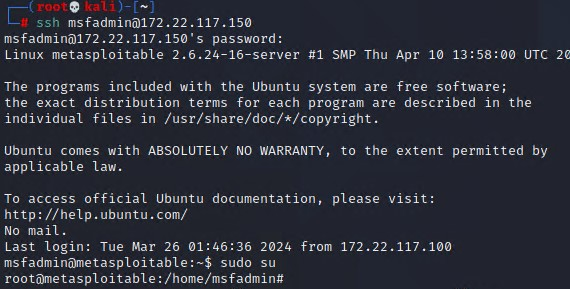 (root💀kali)-[~]
# ssh msfadmin@172.22.117.150
msfadmin@172.22.117.150's password:
Linux metasploitable 2.6.24-16-server #1 SMP Thu Apr 10 13:58:00 UTC 20
The programs included with the Ubuntu system are free software;
the exact distribution terms for each program are described in the
individual files in /usr/share/doc/*/copyright.
Ubuntu comes with ABSOLUTELY NO WARRANTY, to the extent permitted by
applicable law.
To access official Ubuntu documentation, please visit:
http://help.ubuntu.com/
No mail.
Last login: Tue Mar 26 01:46:36 2024 from 172.22.117.100
msfadmin@metasploitable:~$ sudo su
root@metasploitable:/home/msfadmin#